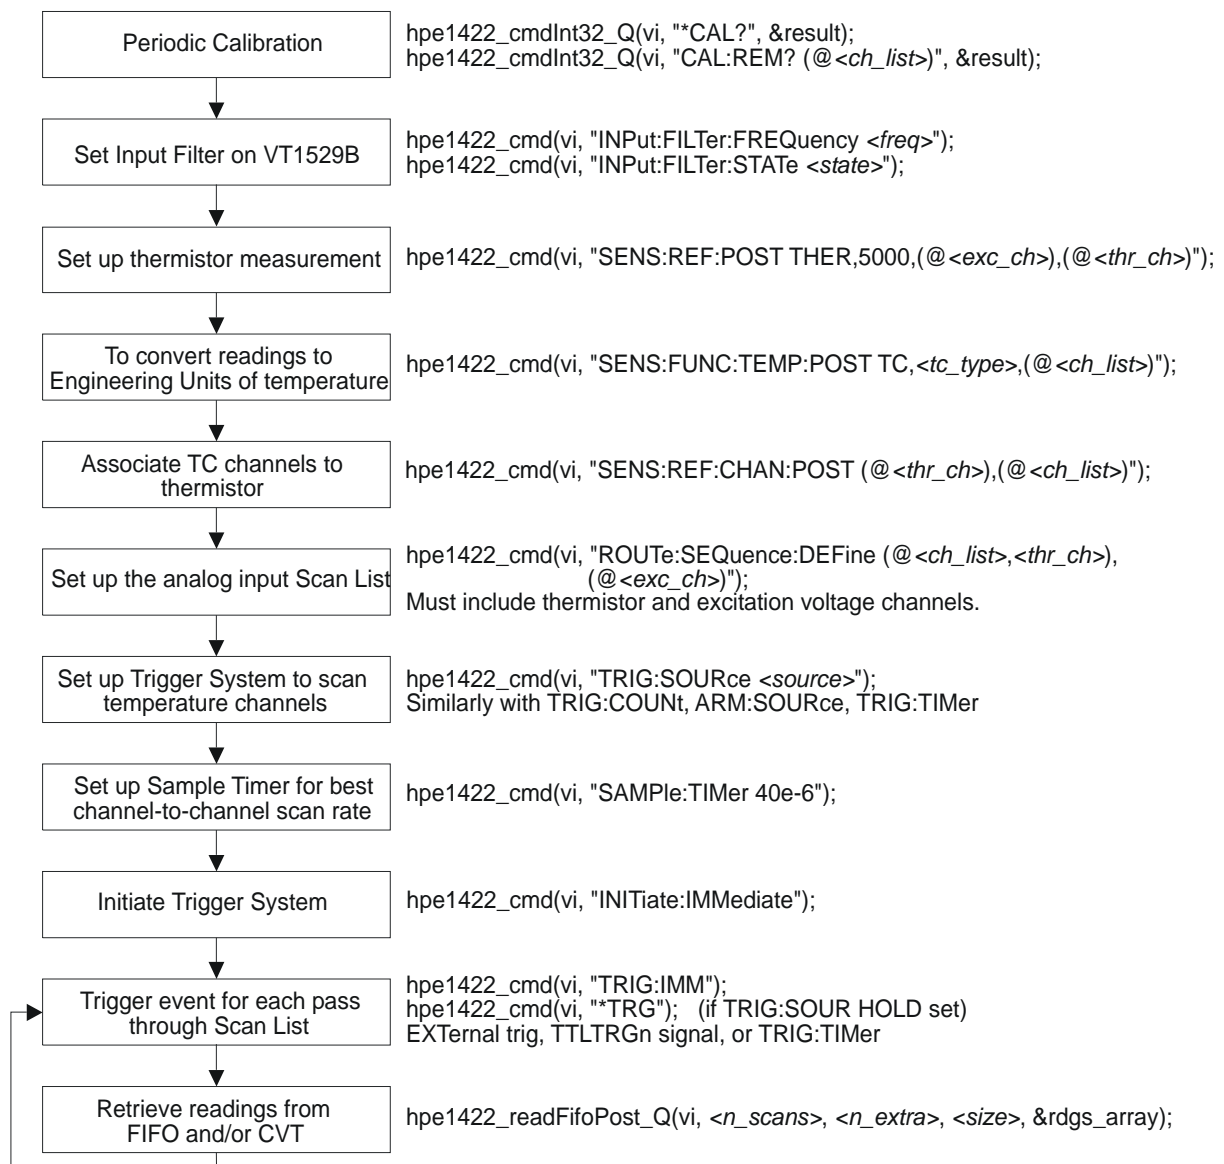 Periodic Calibration
hpe1422_cmdInt32_Q(vi, "*CAL?", &result);
hpe1422_cmdInt32_Q(vi, "CAL:REM? (@<ch_list>)", &result);
Set Input Filter on VT1529B
hpe1422_cmd(vi, "INPut:FILTer:FREQuency <freq>");
hpe1422_cmd(vi, "INPut:FILTer:STATe <state>");
Set up thermistor measurement
hpe1422_cmd(vi, "SENS:REF:POST THER,5000,(@<exc_ch>),(@<thr_ch>)");
To convert readings to
Engineering Units of temperature
hpe1422_cmd(vi, "SENS:FUNC:TEMP:POST TC,<tc_type>,(@<ch_list>)");
Associate TC channels to
thermistor
hpe1422_cmd(vi, "SENS:REF:CHAN:POST (@<thr_ch>),(@<ch_list>)");
Set up the analog input Scan List
hpe1422_cmd(vi, "ROUTe:SEQuence:DEFine (@<ch_list>,<thr_ch>),
(@<exc_ch>)");
Must include thermistor and excitation voltage channels.
Set up Trigger System to scan
temperature channels
hpe1422_cmd(vi, "TRIG:SOURce <source>");
Similarly with TRIG:COUNt, ARM:SOURce, TRIG:TIMer
Set up Sample Timer for best
channel-to-channel scan rate
hpe1422_cmd(vi, "SAMPle:TIMer 40e-6");
Initiate Trigger System
hpe1422_cmd(vi, "INITiate:IMMediate");
Trigger event for each pass
through Scan List
hpe1422_cmd(vi, "TRIG:IMM");
hpe1422_cmd(vi, "*TRG"); (if TRIG:SOUR HOLD set)
EXTernal trig, TTLTRGn signal, or TRIG:TIMer
Retrieve readings from
FIFO and/or CVT
hpe1422_readFifoPost_Q(vi, <n_scans>, <n_extra>, <size>, &rdgs_array);